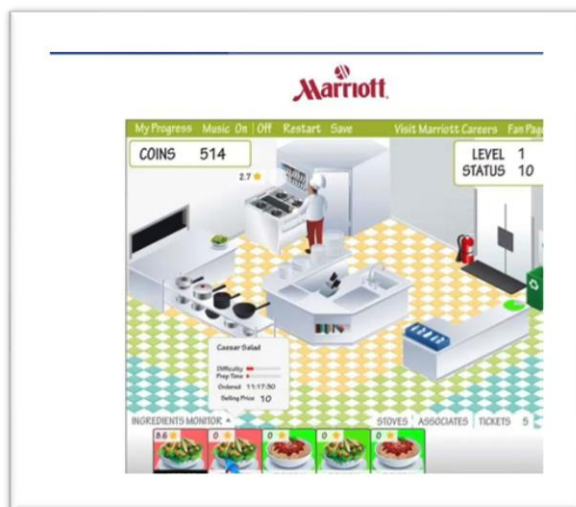 Marriott
My Progress Music On | Off Restart Save Visit Marriott Careers Fan Page
COINS 514
LEVEL 1
STATUS 10
2.7
Caesar Salad
Difficulty
Prep Time
Ordered 11:17:30
Selling Price 10
INGREDIENTS MONITOR STOVES | ASSOCIATES | TICKETS 5
8.6 0 0 0 0